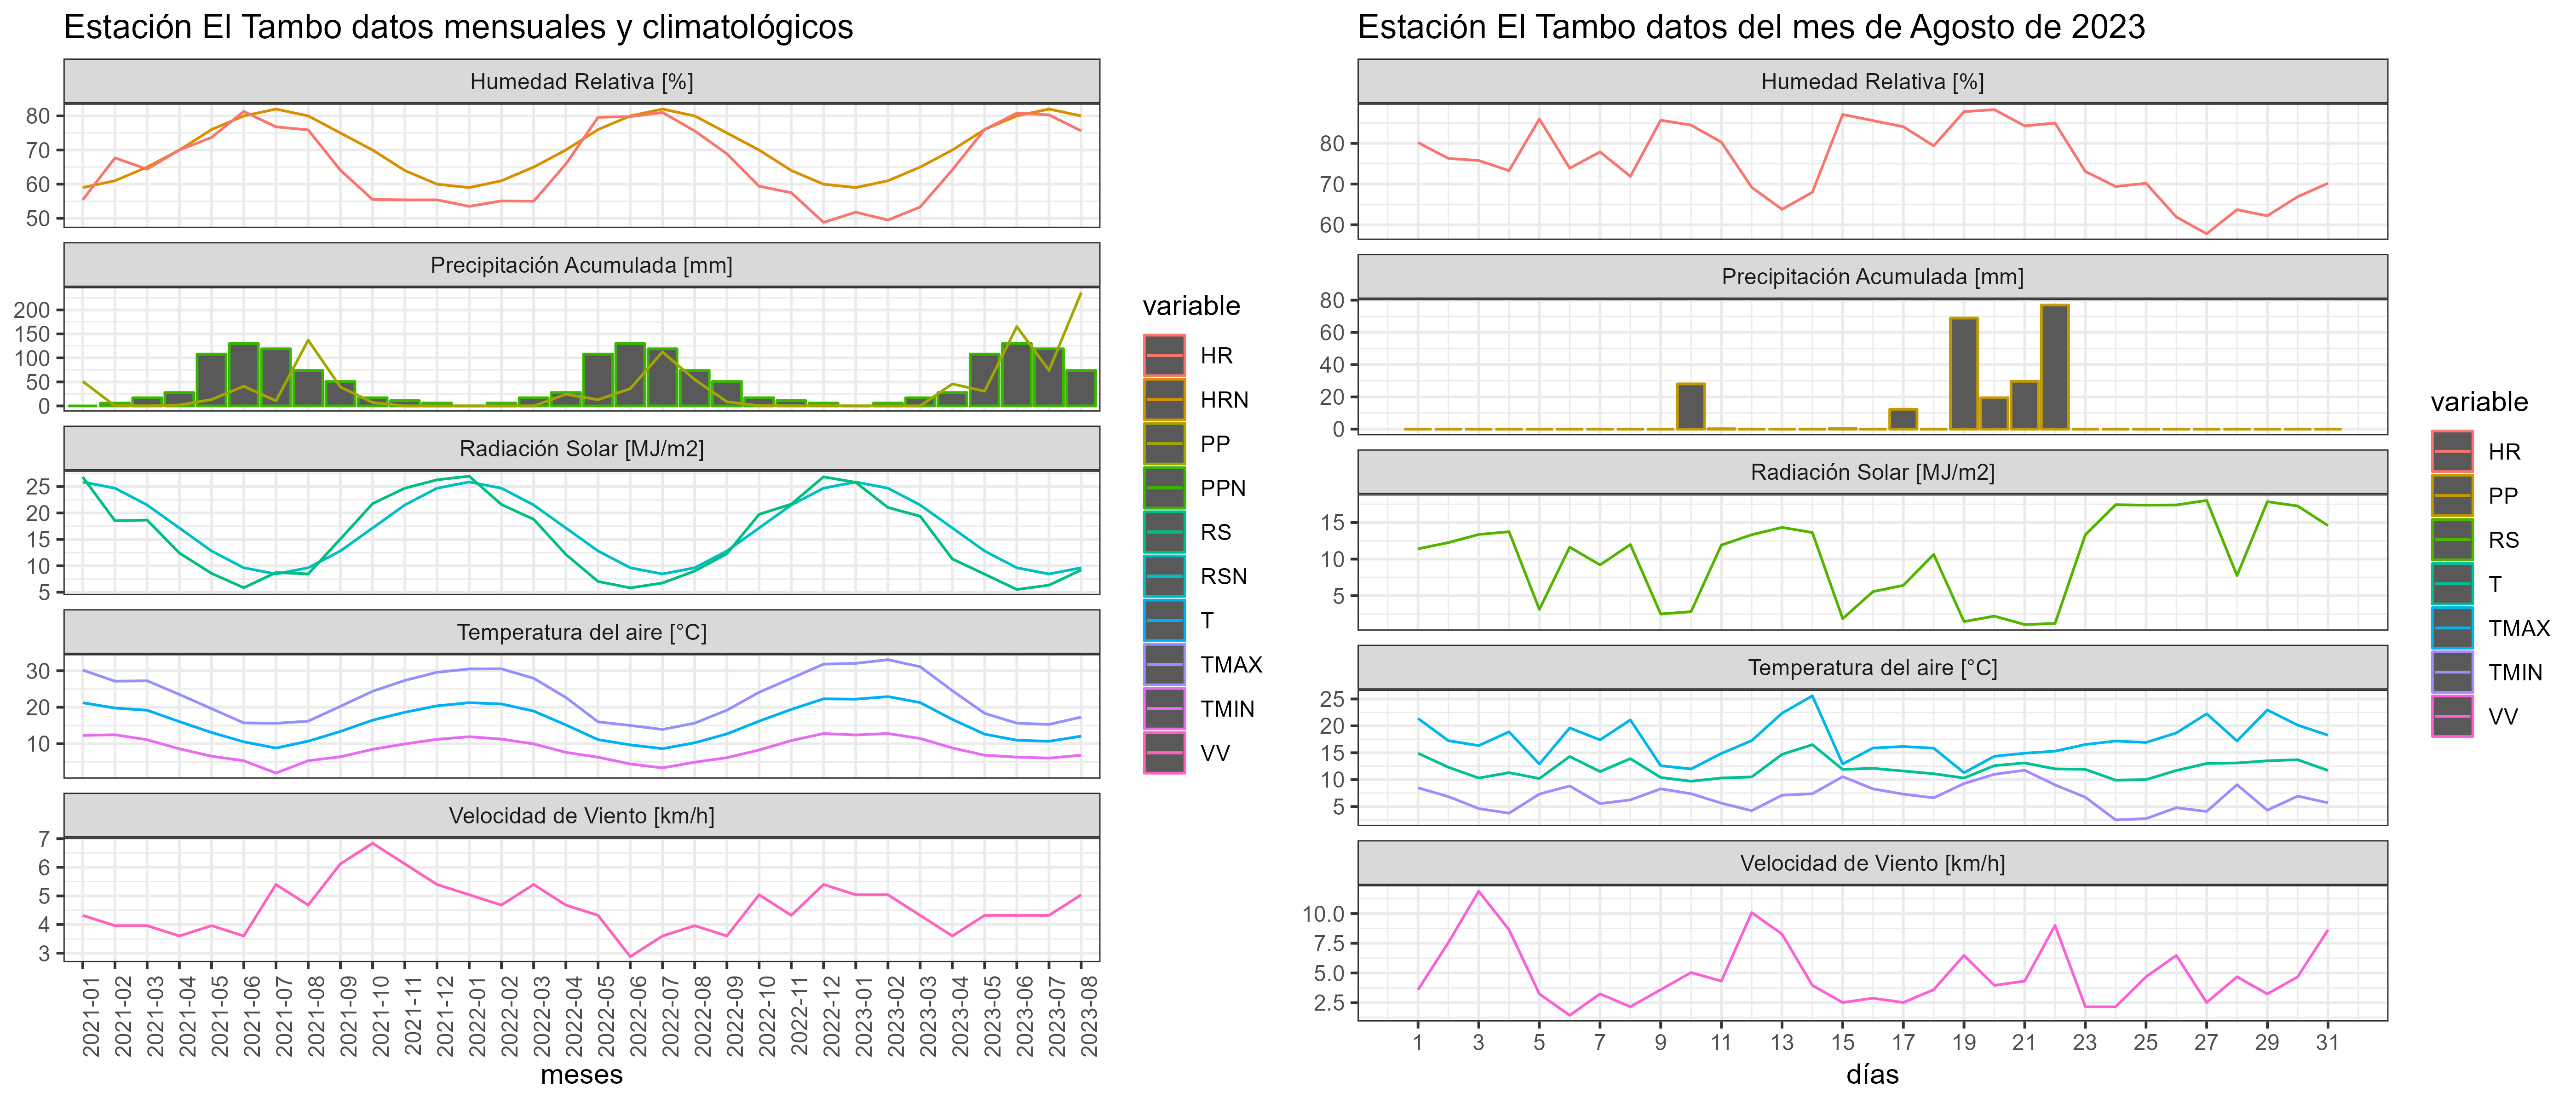 Estación El Tambo datos mensuales y climatológicos
Humedad Relativa [%]
80
70
60
50
Precipitación Acumulada [mm]
200
150
100
50
0
Radiación Solar [MJ/m2]
25
20
15
10
5
Temperatura del aire [°C]
30
20
10
Velocidad de Viento [km/h]
7
6
5
4
3
2021-01
2021-02
2021-03
2021-04
2021-05
2021-06
2021-07
2021-08
2021-09
2021-10
2021-11
2021-12
2022-01
2022-02
2022-03
2022-04
2022-05
2022-06
2022-07
2022-08
2022-09
2022-10
2022-11
2022-12
2023-01
2023-02
2023-03
2023-04
2023-05
2023-06
2023-07
2023-08
meses
variable
HR
HRN
PP
PPN
RS
RSN
T
TMAX
TMIN
VV
Estación El Tambo datos del mes de Agosto de 2023
Humedad Relativa [%]
80
70
60
Precipitación Acumulada [mm]
80
60
40
20
0
Radiación Solar [MJ/m2]
15
10
5
Temperatura del aire [°C]
25
20
15
10
5
Velocidad de Viento [km/h]
10.0
7.5
5.0
2.5
1 3 5 7 9 11 13 15 17 19 21 23 25 27 29 31
días
variable
HR
PP
RS
T
TMAX
TMIN
VV